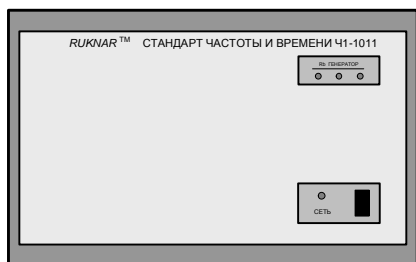 RUKNAR™ СТАНДАРТ ЧАСТОТЫ И ВРЕМЕНИ Ч1-1011
Rb ГЕНЕРАТОР
СЕТЬ